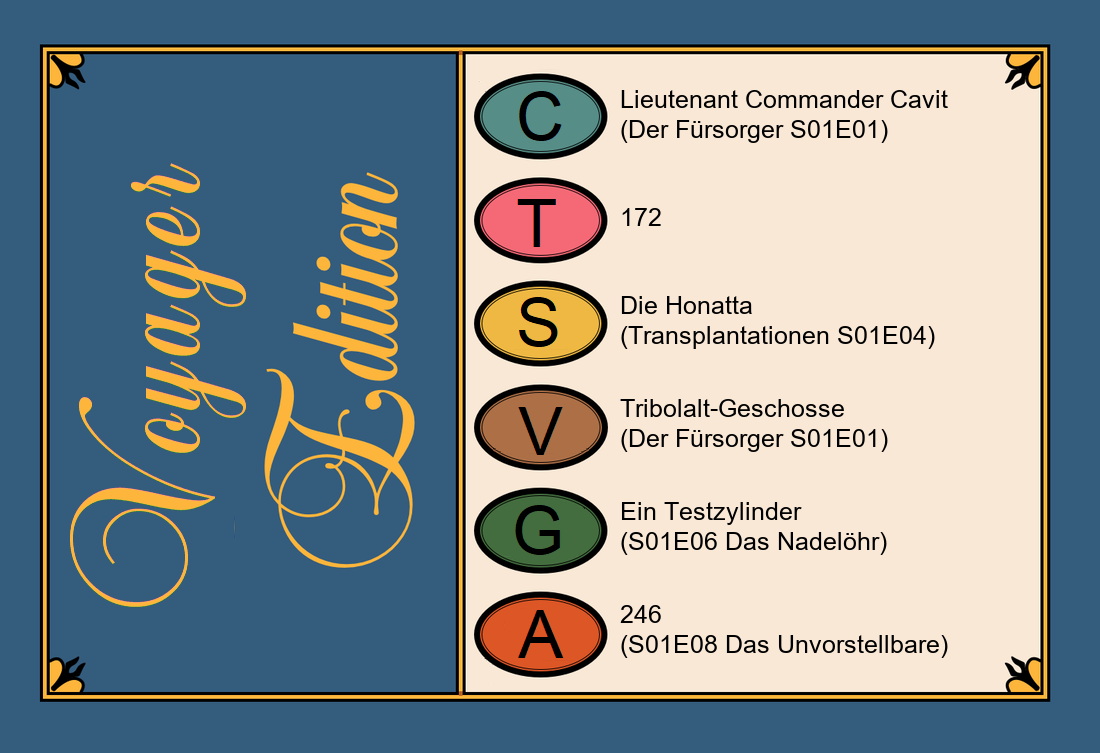 Voyager
Edition
C
Lieutenant Commander Cavit
(Der Fürsorger S01E01)
T
172
S
Die Honatta
(Transplantationen S01E04)
V
Tribolalt-Geschosse
(Der Fürsorger S01E01)
G
Ein Testzylinder
(S01E06 Das Nadelöhr)
A
246
(S01E08 Das Unvorstellbare)